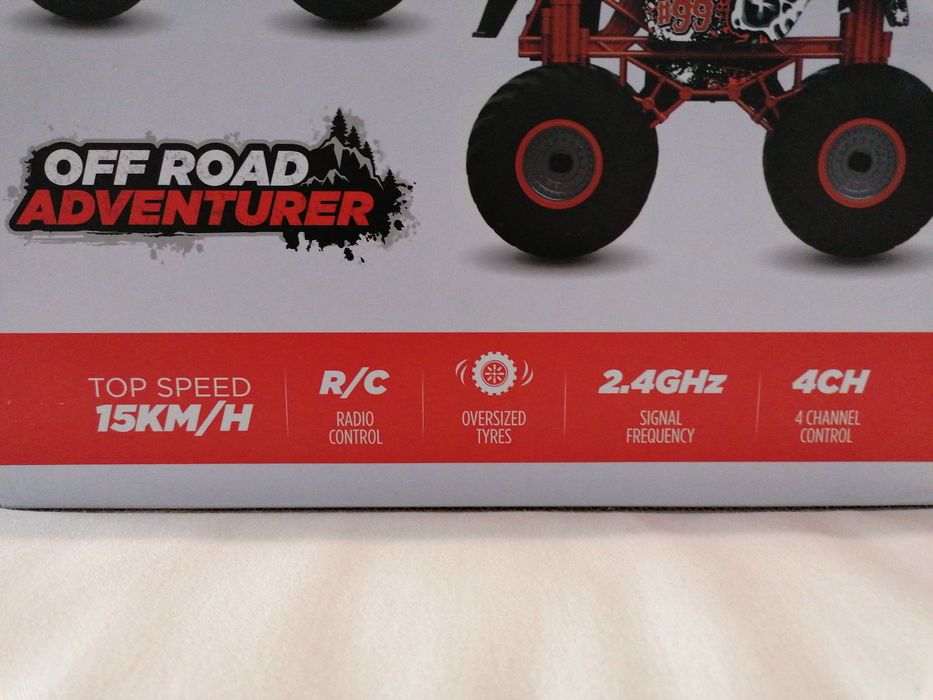 #99
OFF ROAD
ADVENTURER
TOP SPEED
15KM/H
R/C
RADIO
CONTROL
OVERSIZED
TYRES
2.4GHz
SIGNAL
FREQUENCY
4CH
4 CHANNEL
CONTROL